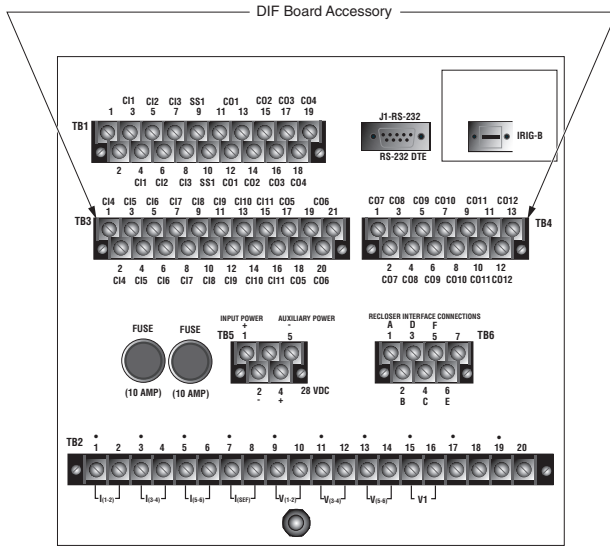 DIF Board Accessory
CI1 CI2 CI3 SS1 CO1 CO2 CO3 CO4
1 3 5 7 9 11 13 15 17 19
TB1
2 4 6 8 10 12 14 16 18
CI1 CI2 CI3 SS1 CO1 CO2 CO3 CO4
J1-RS-232
RS-232 DTE
IRIG-B
CI4 CI5 CI6 CI7 CI8 CI9 CI10 CI11 CO5 CO6
1 3 5 7 9 11 13 15 17 19 21
TB3
2 4 6 8 10 12 14 16 18 20
CI4 CI5 CI6 CI7 CI8 CI9 CI10 CI11 CO5 CO6
CO7 CO8 CO9 CO10 CO11 CO12
1 3 5 7 9 11 13
TB4
2 4 6 8 10 12
CO7 CO8 CO9 CO10 CO11 CO12
FUSE FUSE
(10 AMP) (10 AMP)
INPUT POWER AUXILIARY POWER
+ -
TB5 1 5
2 4 28 VDC
- +
RECLOSER INTERFACE CONNECTIONS
A D F
1 3 5 7 TB6
2 4 6
B C E
TB2
1 2 3 4 5 6 7 8 9 10 11 12 13 14 15 16 17 18 19 20
I(1-2) I(3-4) I(5-6) I(SEF) V(1-2) V(3-4) V(5-6) V1